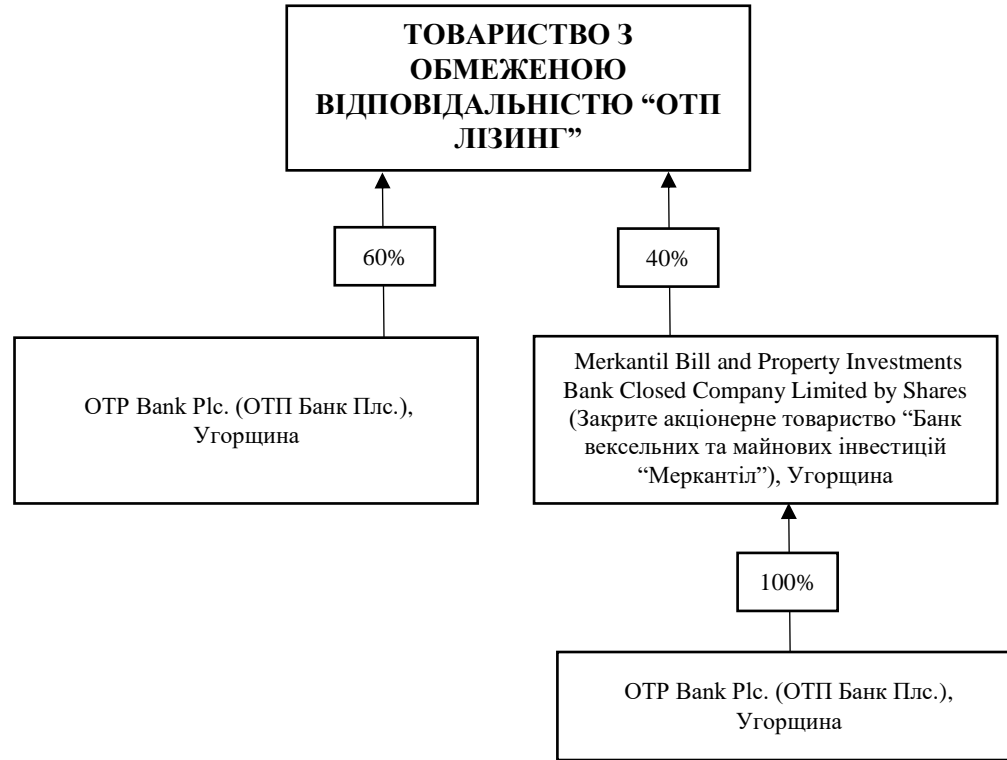 ТОВАРИСТВО З
ОБМЕЖЕНОЮ
ВІДПОВІДАЛЬНІСТЮ “ОТП
ЛІЗИНГ”
60%
40%
OTP Bank Plc. (ОТП Банк Плс.),
Угорщина
Merkantil Bill and Property Investments
Bank Closed Company Limited by Shares
(Закрите акціонерне товариство “Банк
вексельних та майнових інвестицій
“Меркантіл”), Угорщина
100%
OTP Bank Plc. (ОТП Банк Плс.),
Угорщина